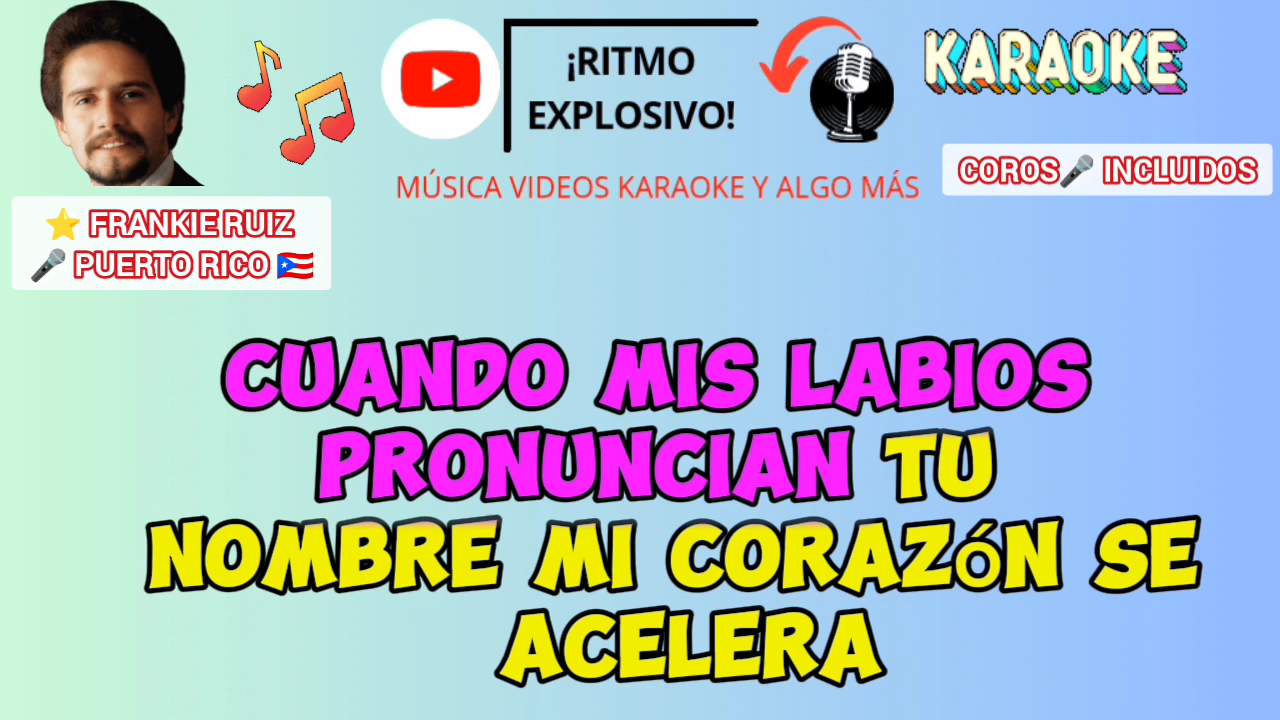 ¡RITMO
EXPLOSIVO!
KARAOKE
MÚSICA VIDEOS KARAOKE Y ALGO MÁS
COROS🎤 INCLUIDOS
⭐ FRANKIE RUIZ
🎤 PUERTO RICO 🇵🇷
CUANDO MIS LABIOS
PRONUNCIAN TU
NOMBRE MI CORAZÓN SE
ACELERA